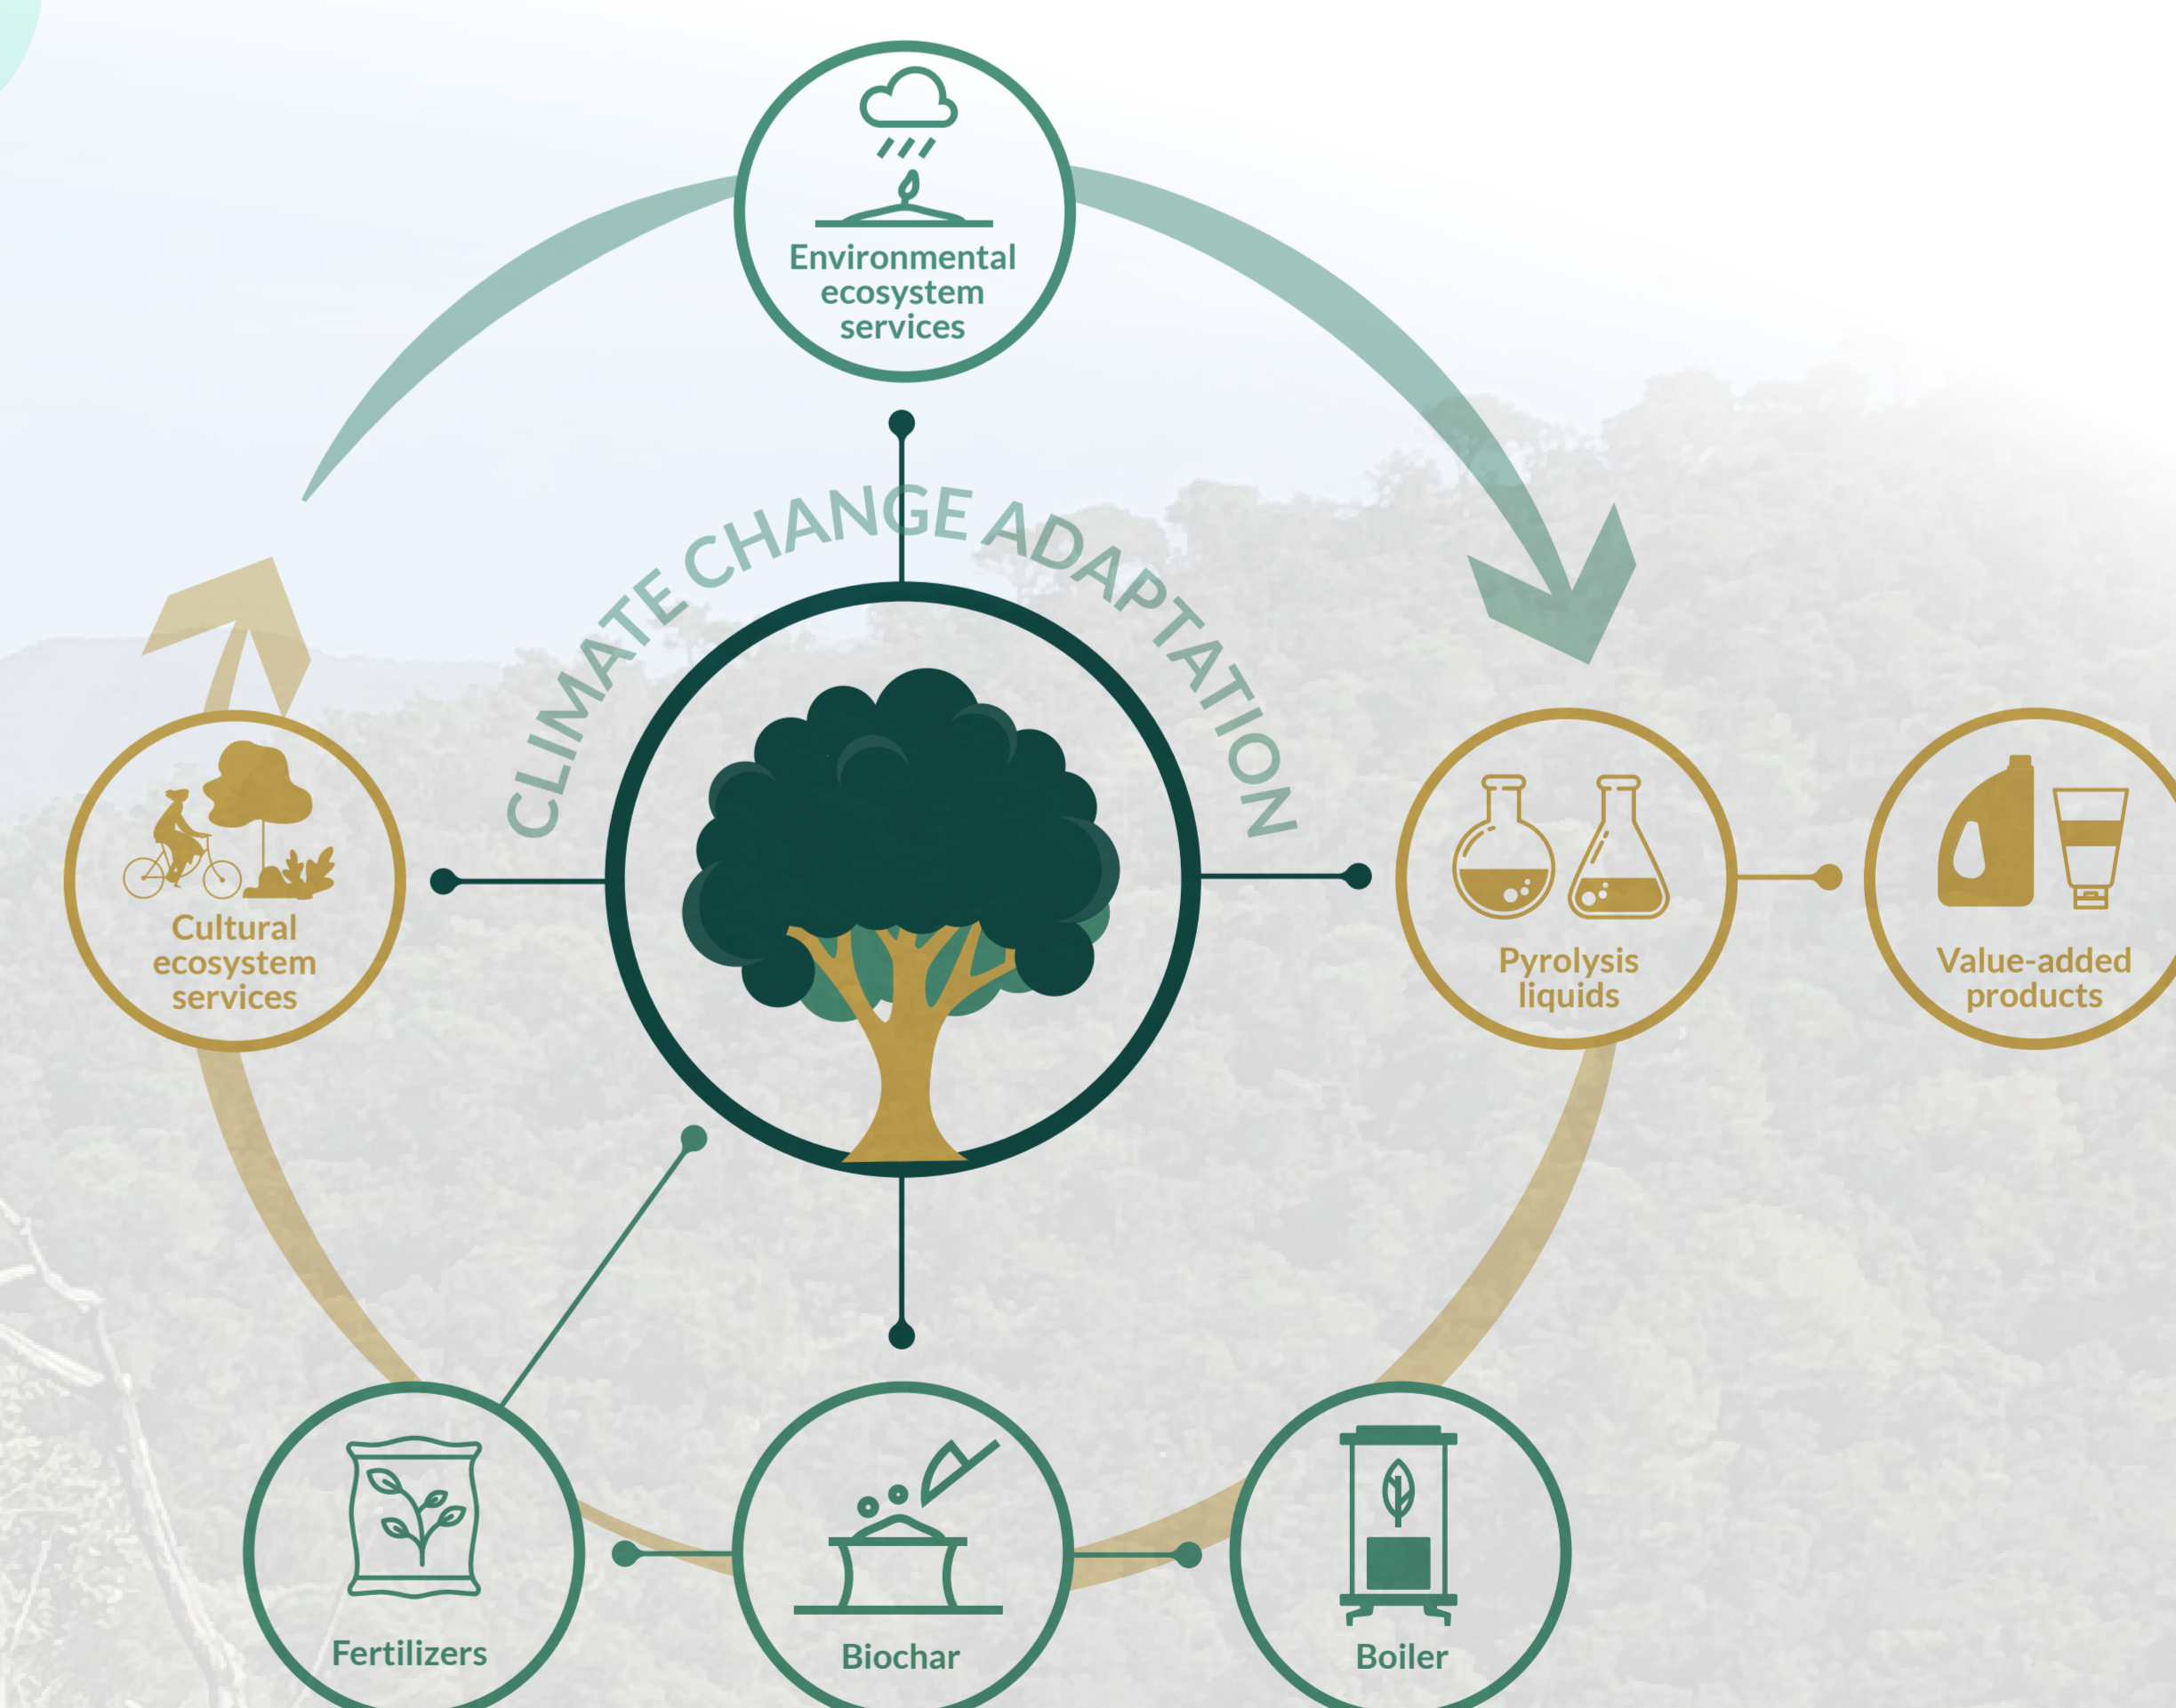 Environmental
ecosystem
services
CLIMATE CHANGE ADAPTATION
Cultural
ecosystem
services
Pyrolysis
liquids
Value-added
products
Fertilizers
Biochar
Boiler